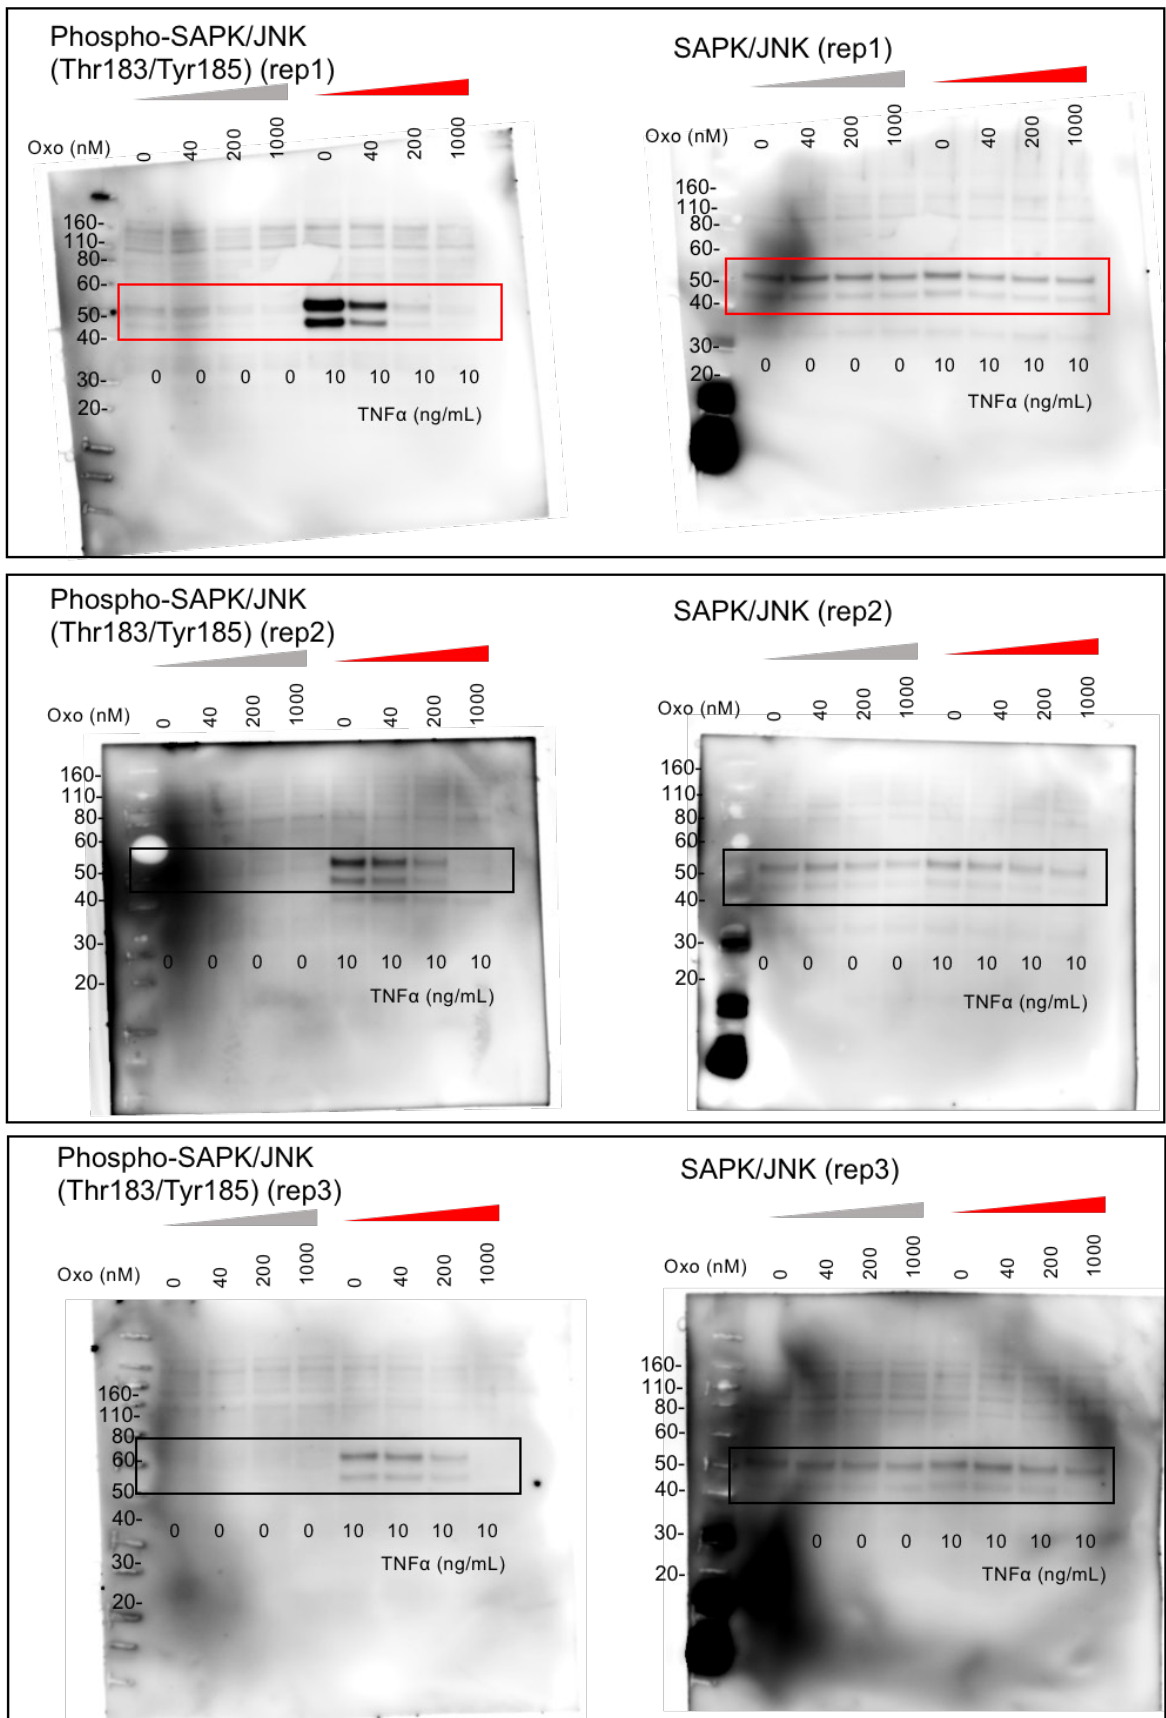 Phospho-SAPK/JNK
(Thr183/Tyr185) (rep1)
Oxo (nM)
0 40 200 1000 0 40 200 1000
160-
110-
80-
60-
50-
40-
30-
20-
0 0 0 0 10 10 10 10
TNFα (ng/mL)
SAPK/JNK (rep1)
Oxo (nM)
0 40 200 1000 0 40 200 1000
160-
110-
80-
60-
50-
40-
30-
20-
0 0 0 0 10 10 10 10
TNFα (ng/mL)
Phospho-SAPK/JNK
(Thr183/Tyr185) (rep2)
Oxo (nM)
0 40 200 1000 0 40 200 1000
160-
110-
80-
60-
50-
40-
30-
20-
0 0 0 0 10 10 10 10
TNFα (ng/mL)
SAPK/JNK (rep2)
Oxo (nM)
0 40 200 1000 0 40 200 1000
160-
110-
80-
60-
50-
40-
30-
20-
0 0 0 0 10 10 10 10
TNFα (ng/mL)
Phospho-SAPK/JNK
(Thr183/Tyr185) (rep3)
Oxo (nM)
0 40 200 1000 0 40 200 1000
160-
110-
80-
60-
50-
40-
30-
20-
0 0 0 0 10 10 10 10
TNFα (ng/mL)
SAPK/JNK (rep3)
Oxo (nM)
0 40 200 1000 0 40 200 1000
160-
110-
80-
60-
50-
40-
30-
20-
0 0 0 10 10 10 10
TNFα (ng/mL)